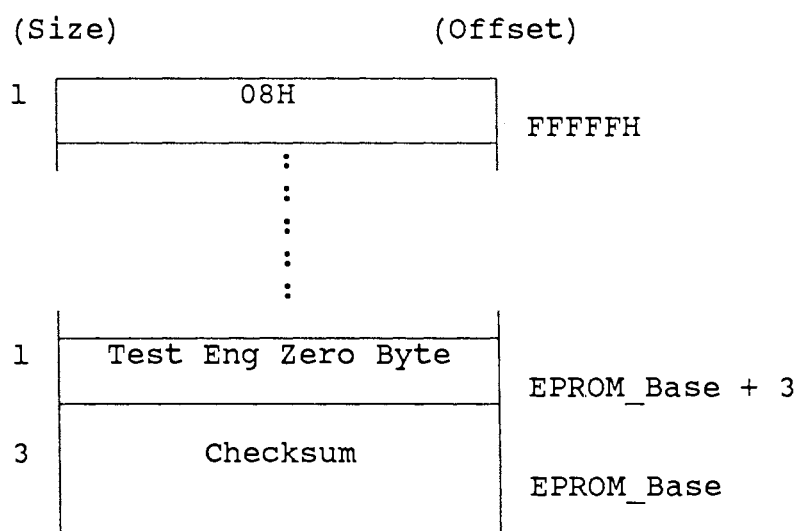 (Size) (Offset)
1 08H
FFFFFH
:
:
:
:
:
1 Test Eng Zero Byte
EPROM_Base + 3
3 Checksum
EPROM_Base